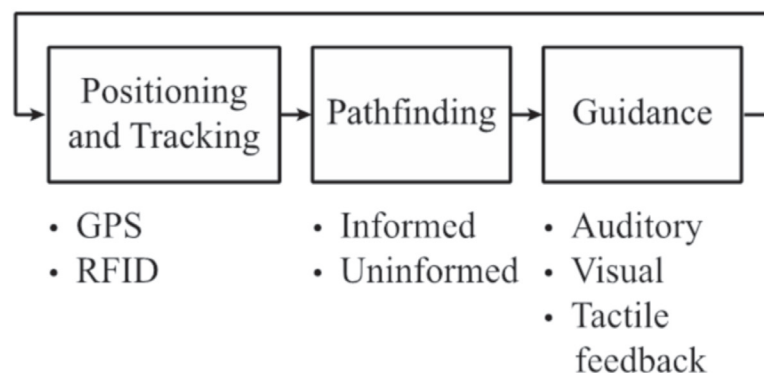 Positioning
and Tracking
Pathfinding
Guidance
• GPS
• RFID
• Informed
• Uninformed
• Auditory
• Visual
• Tactile
feedback